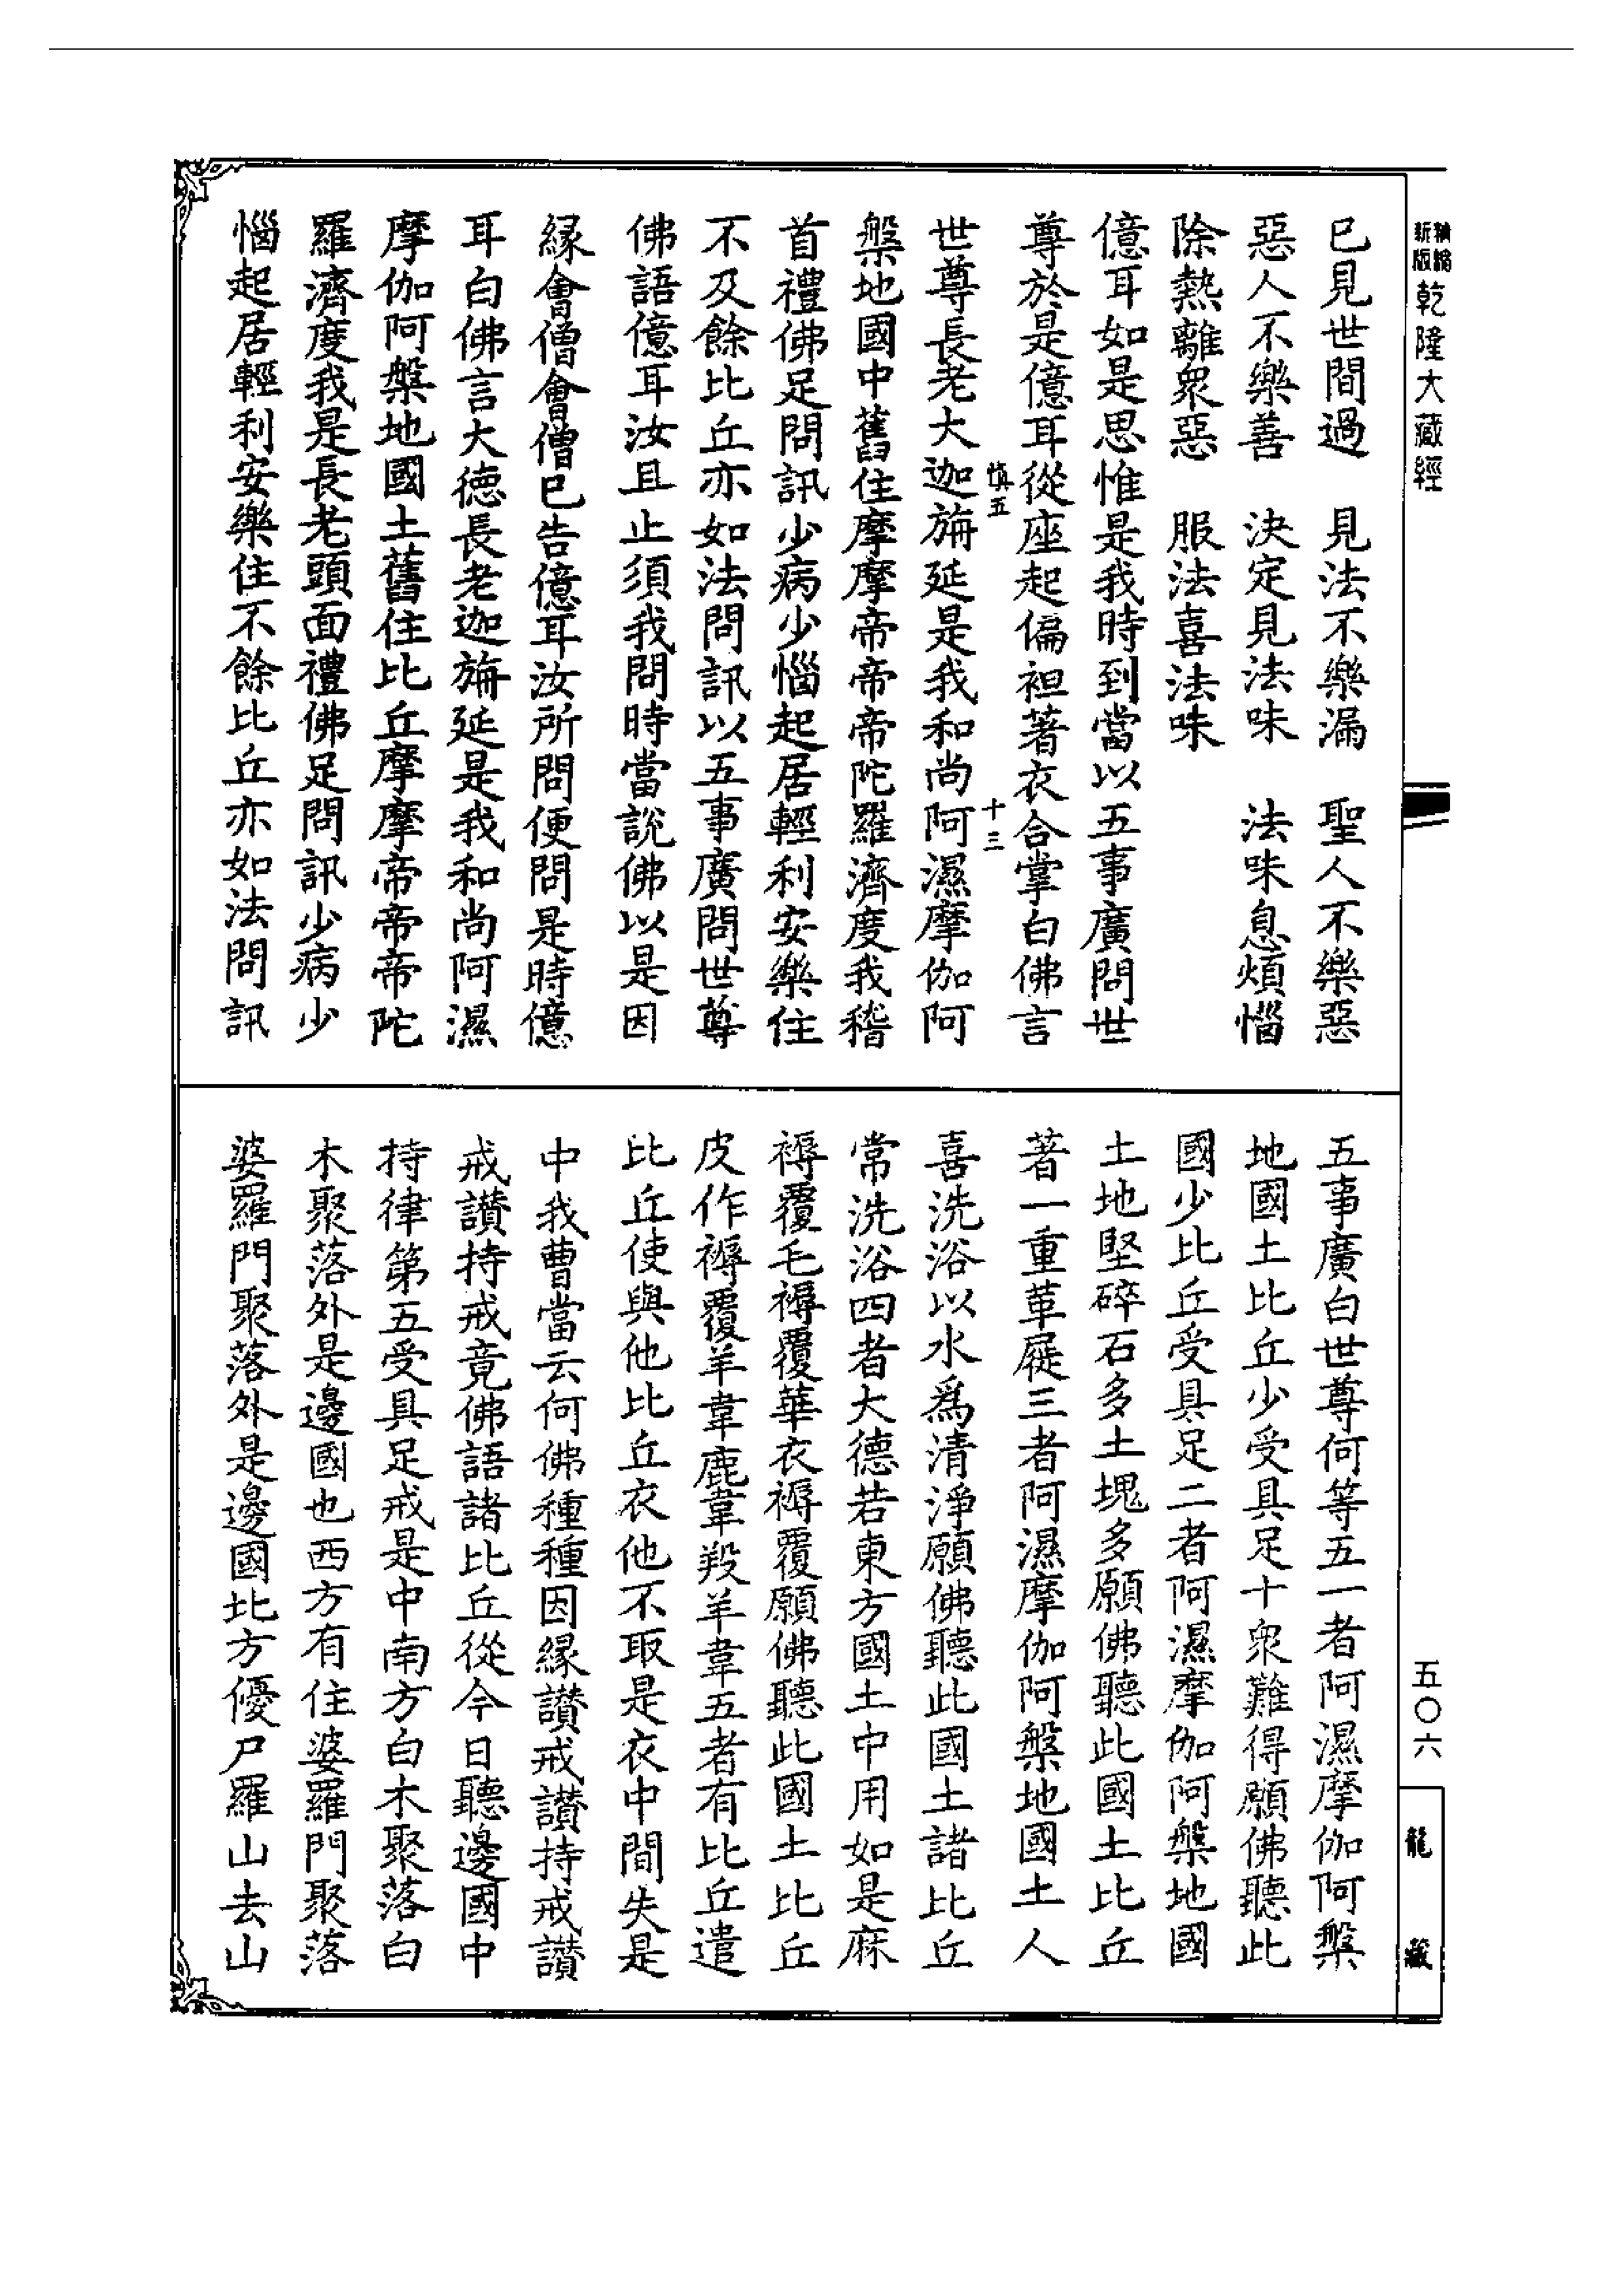 新編縮版乾隆大藏經
已見世間過　見法不樂漏　聖人不樂惡
惡人不樂善　決定見法味　法味息煩惱
除熱離衆惡　服法喜法味
億耳如是思惟是我時到當以五事廣問世
尊於是億耳從座起偏袒著衣合掌白佛言
慎五　十三
世尊長老大迦旃延是我和尚阿濕摩伽阿
槃地國中舊住摩摩帝帝帝陀羅濟度我稽
首禮佛足問訊少病少惱起居輕利安樂住
不及餘比丘亦如法問訊以五事廣問世尊
佛語億耳汝且止須我問時當說佛以是因
緣會僧會僧已告億耳汝所問便問是時億
耳白佛言大德長老迦旃延是我和尚阿濕
摩伽阿槃地國土舊住比丘摩摩帝帝帝陀
羅濟度我是長老頭面禮佛足問訊少病少
惱起居輕利安樂住不餘比丘亦如法問訊
五事廣白世尊何等五一者阿濕摩伽阿槃
地國土比丘少受具足十衆難得願佛聽此
國少比丘受具足二者阿濕摩伽阿槃地國
土地堅碎石多土塊多願佛聽此國土比丘
著一重革屣三者阿濕摩伽阿槃地國土人
喜洗浴以水爲清淨願佛聽此國土諸比丘
常洗浴四者大德若東方國土中用如是麻
褥覆毛褥覆華衣褥覆願佛聽此國土比丘
皮作褥覆羊韋鹿韋羖羊韋五者有比丘遣
比丘使與他比丘衣他不取是衣中間失是
中我曹當云何佛種種因緣讃戒讃持戒讃
戒讃持戒竟佛語諸比丘從今日聽邊國中
持律第五受具足戒是中南方白木聚落白
木聚落外是邊國也西方有住婆羅門聚落
婆羅門聚落外是邊國北方優尸羅山去山
五〇六
龍藏